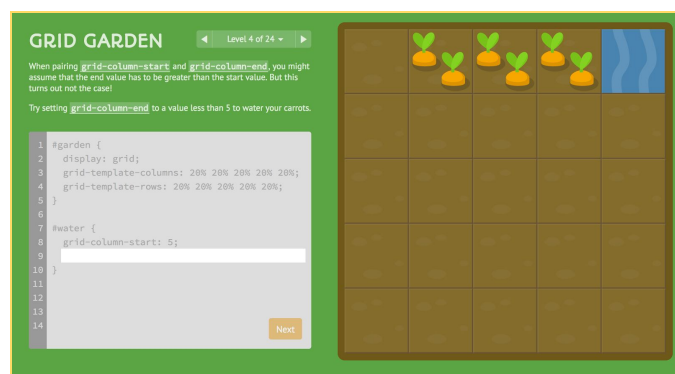 GRID GARDEN
Level 4 of 24
When pairing grid-column-start and grid-column-end, you might
assume that the end value has to be greater than the start value. But this
turns out not the case!
Try setting grid-column-end to a value less than 5 to water your carrots.
1 #garden {
2 display: grid;
3 grid-template-columns: 20% 20% 20% 20% 20%;
4 grid-template-rows: 20% 20% 20% 20% 20%;
5 }
6
7 #water {
8 grid-column-start: 5;
9
10 }
11
12
13
14
Next